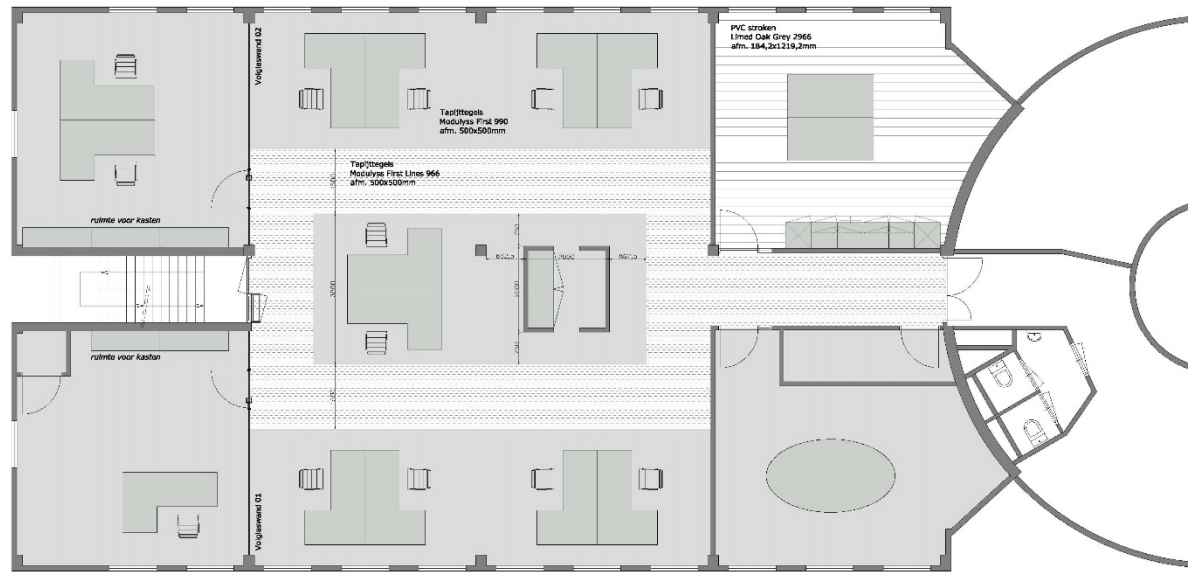 Volglaswand 02
PVC stroken
Limed Oak Grey 2966
afm. 184,2x1219,2mm
Tapijttegels
Modulyss First 990
afm. 500x500mm
Tapijttegels
Modulyss First Lines 966
afm. 500x500mm
ruimte voor kasten
ruimte voor kasten
Volglaswand 01